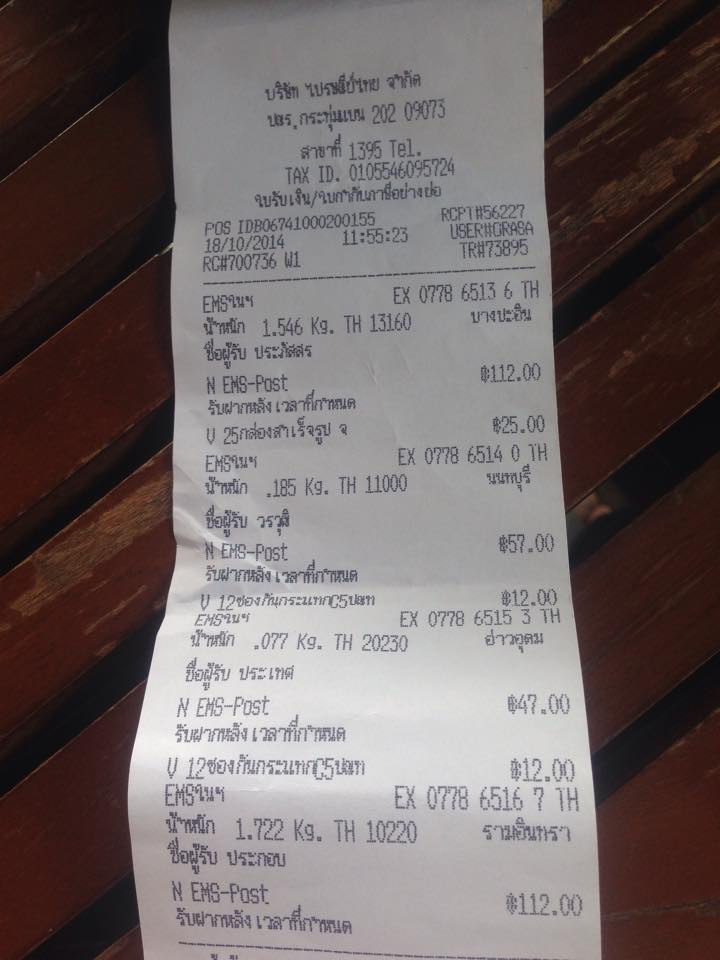 บริษัท ไปรษณีย์ไทย จำกัด
ปสร.กระทุ่มแบน 202 09073
สาขาที่ 1395 Tel.
TAX ID. 0105546095724
ใบรับเงิน/ใบกำกับภาษีอย่างย่อ
POS IDB06741000200155 RCPT#56227
18/10/2014 11:55:23 USER#ORASA
RC#700736 W1 TR#73895
EMSในฯ EX 0778 6513 6 TH
น้ำหนัก 1.546 Kg. TH 13160 บางปะอิน
ชื่อผู้รับ ประภัสสร
N EMS-Post ฿112.00
รับฝากหลังเวลาที่กำหนด
V 25กล่องสำเร็จรูป จ ฿25.00
EMSในฯ EX 0778 6514 0 TH
น้ำหนัก .185 Kg. TH 11000 นนทบุรี
ชื่อผู้รับ วรวุฒิ
N EMS-Post ฿57.00
รับฝากหลังเวลาที่กำหนด
V 12ซองกันกระแทกC5ปณท ฿12.00
EMSในฯ EX 0778 6515 3 TH
น้ำหนัก .077 Kg. TH 20230 อ่าวอุดม
ชื่อผู้รับ ประเทศ
N EMS-Post ฿47.00
รับฝากหลังเวลาที่กำหนด
V 12ซองกันกระแทกC5ปณท ฿12.00
EMSในฯ EX 0778 6516 7 TH
น้ำหนัก 1.722 Kg. TH 10220 รามอินทรา
ชื่อผู้รับ ประกอบ
N EMS-Post ฿112.00
รับฝากหลังเวลาที่กำหนด